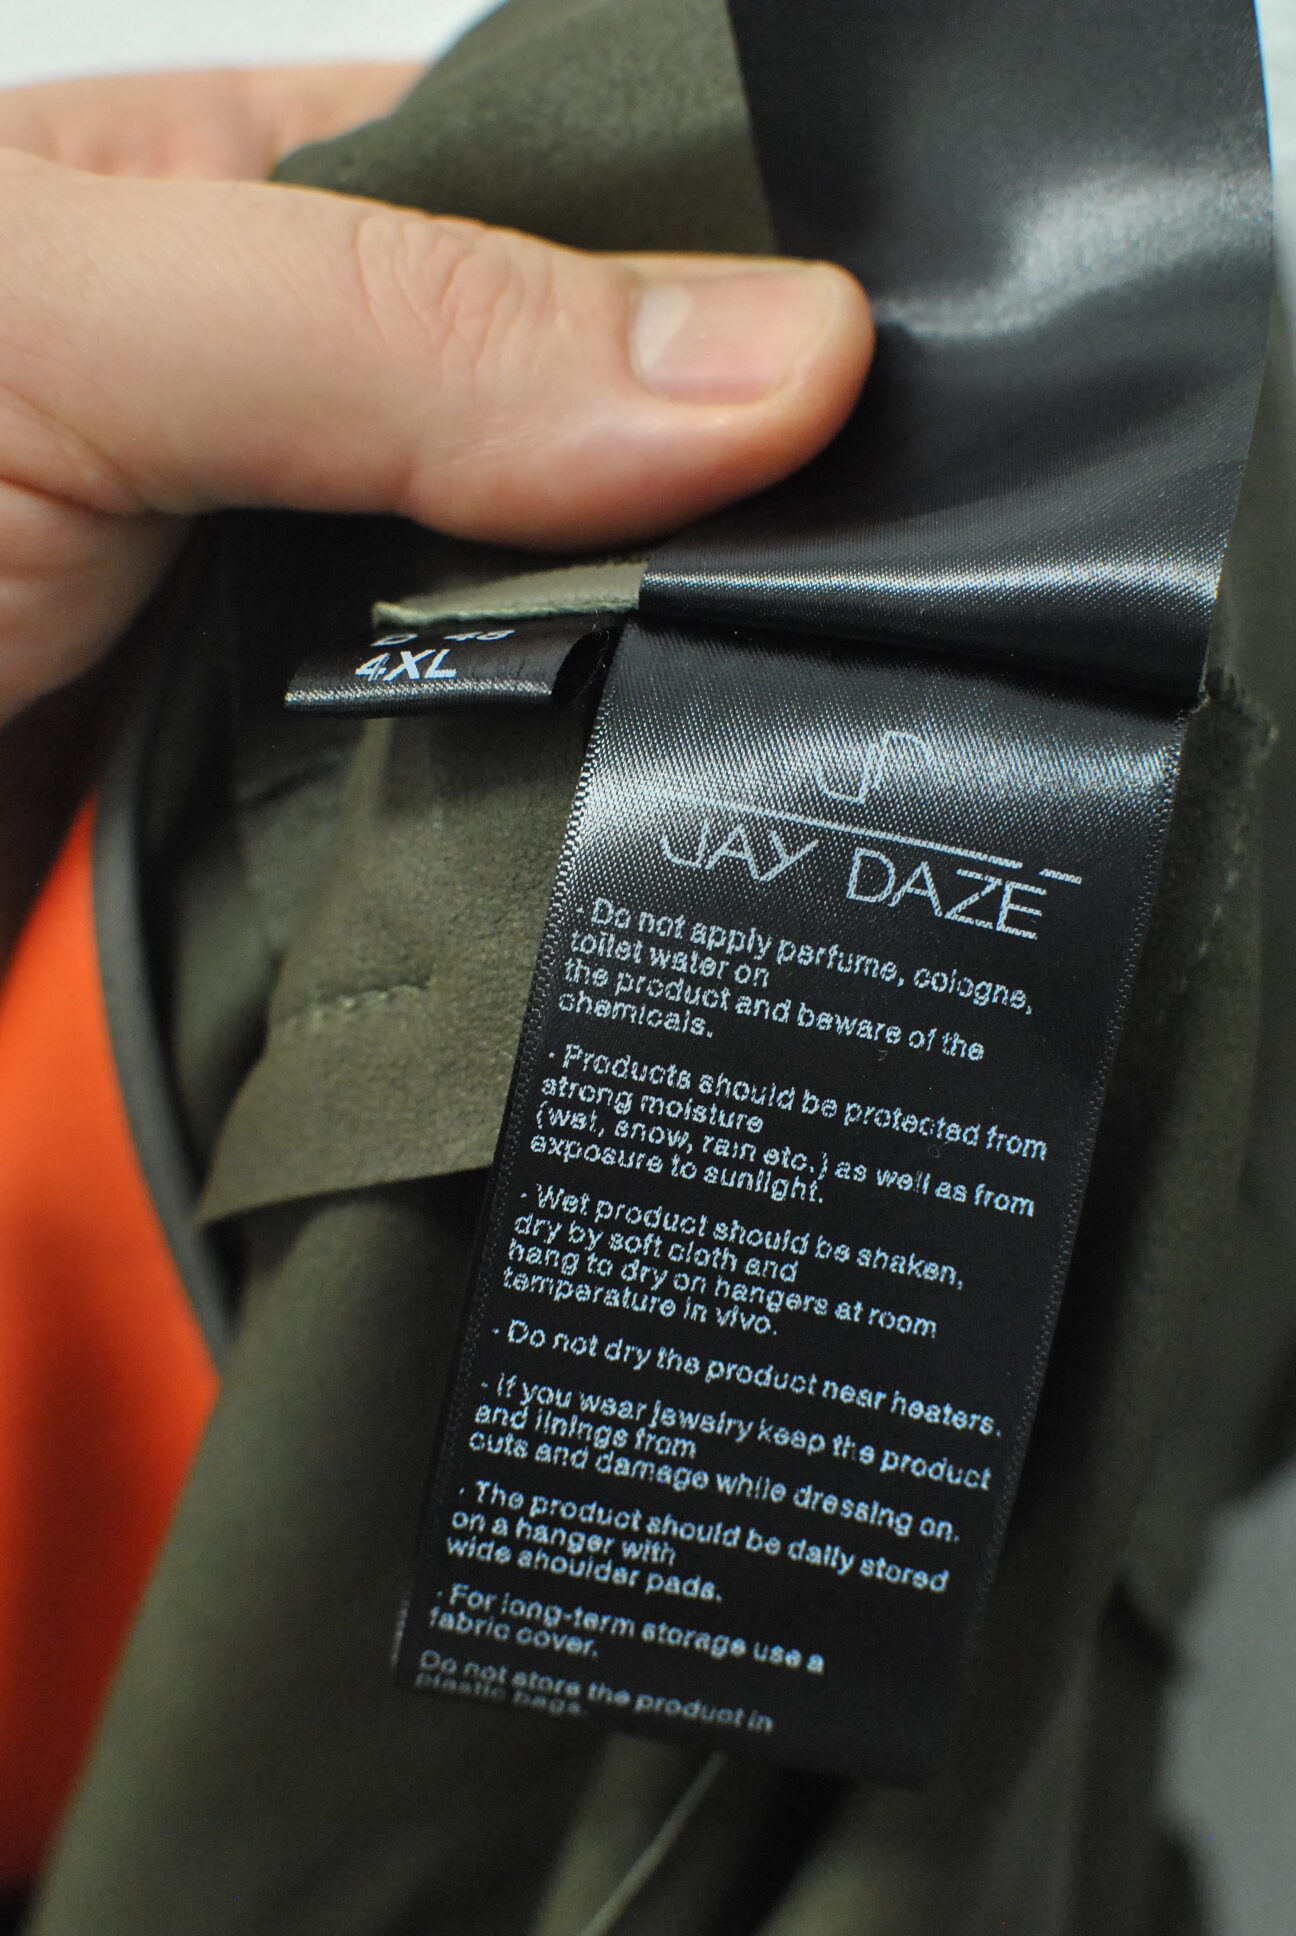 4XL
JD
JAY DAZE
· Do not apply perfume, cologne,
toilet water on
the product and beware of the
chemicals.
· Products should be protected from
strong moisture
(wet, snow, rain etc.) as well as from
exposure to sunlight.
· Wet product should be shaken,
dry by soft cloth and
hang to dry on hangers at room
temperature in vivo.
· Do not dry the product near heaters.
· If you wear jewelry keep the product
and linings from
cuts and damage while dressing on.
· The product should be daily stored
on a hanger with
wide shoulder pads.
· For long-term storage use a
fabric cover.
Do not store the product in
plastic bags.